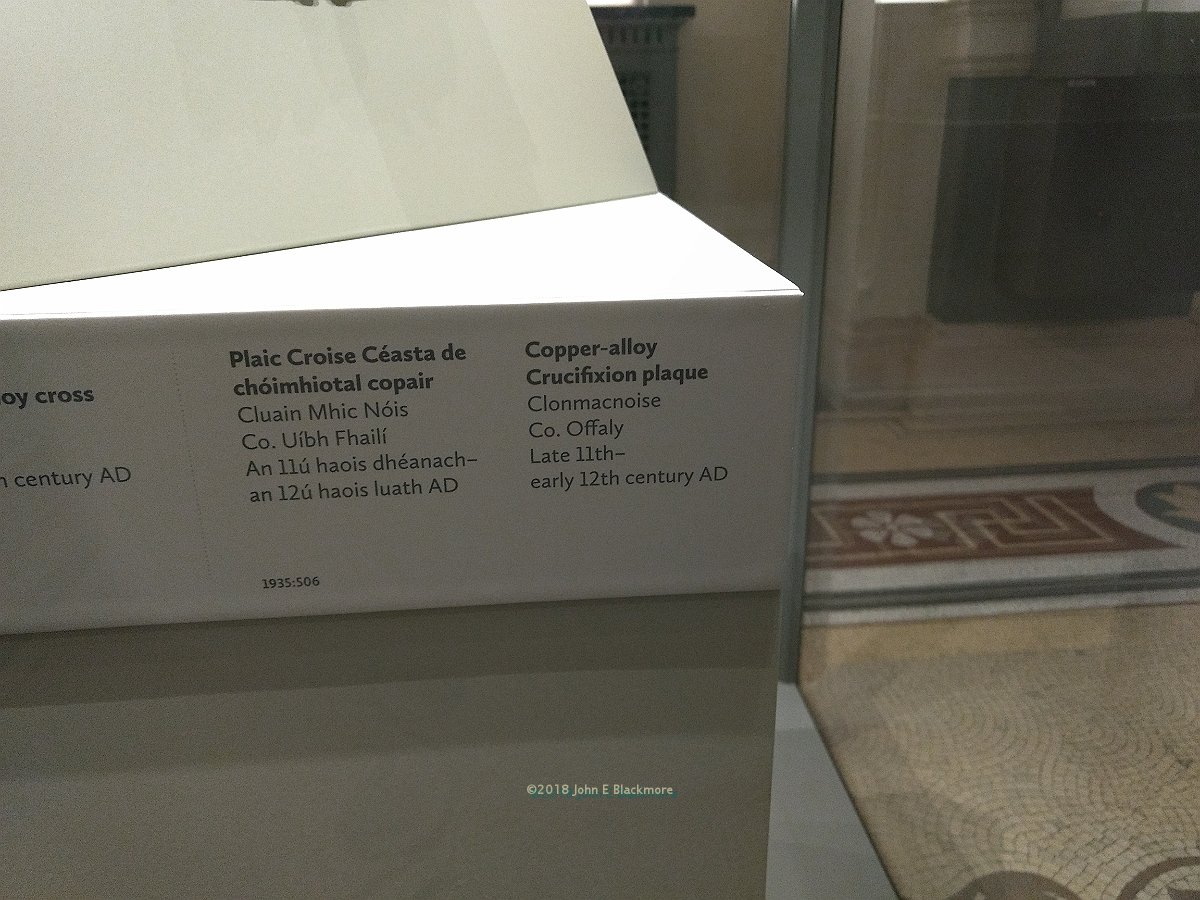 oy cross
century AD
Plaic Croise Céasta de
chóimhiotal copair
Cluain Mhic Nóis
Co. Uíbh Fhailí
An 11ú haois dhéanach–
an 12ú haois luath AD
1935:506
Copper-alloy
Crucifixion plaque
Clonmacnoise
Co. Offaly
Late 11th–
early 12th century AD
©2018 John E Blackmore